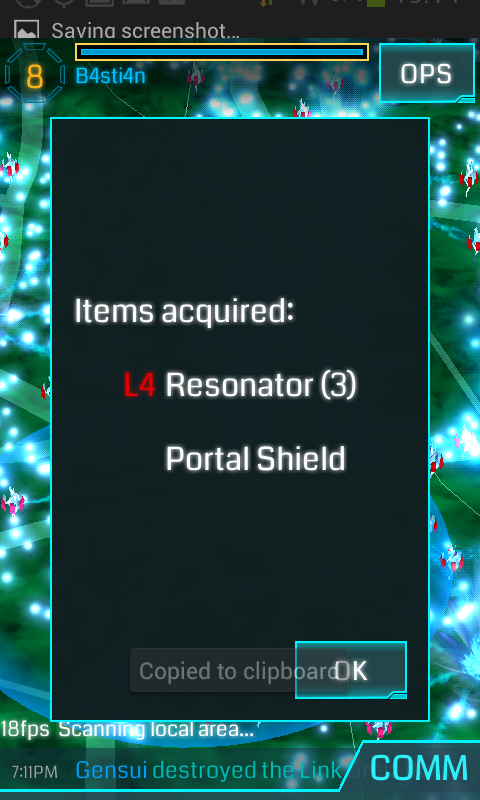 Saving screenshot...
8
B4sti4n
OPS
Items acquired:
L4 Resonator (3)
Portal Shield
Copied to clipboard
OK
18fps Scanning local area...
7:11PM Gensui destroyed the Link
COMM